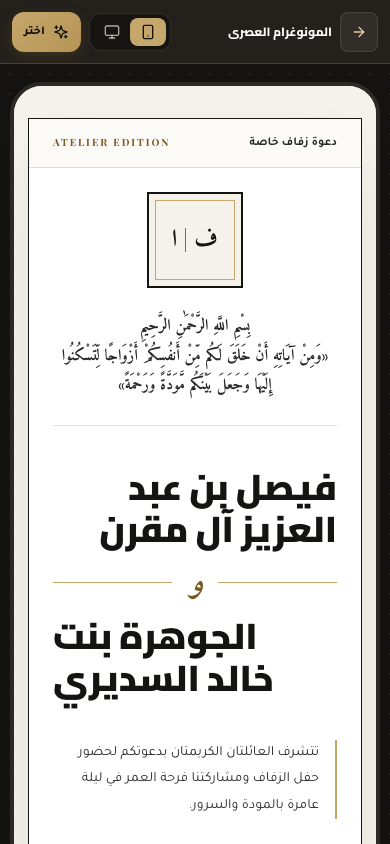 المونوغرام العصري
اختر
دعوة زفاف خاصة
ATELIER EDITION
ف | ا
بِسْمِ اللَّهِ الرَّحْمَٰنِ الرَّحِيمِ
«وَمِنْ آيَاتِهِ أَنْ خَلَقَ لَكُم مِّنْ أَنفُسِكُمْ أَزْوَاجًا لِّتَسْكُنُوا
إِلَيْهَا وَجَعَلَ بَيْنَكُم مَّوَدَّةً وَرَحْمَةً»
فيصل بن عبد
العزيز آل مقرن
و
الجوهرة بنت
خالد السديري
تتشرف العائلتان الكريمتان بدعوتكم لحضور
حفل الزفاف ومشاركتنا فرحة العمر في ليلة
عامرة بالمودة والسرور.